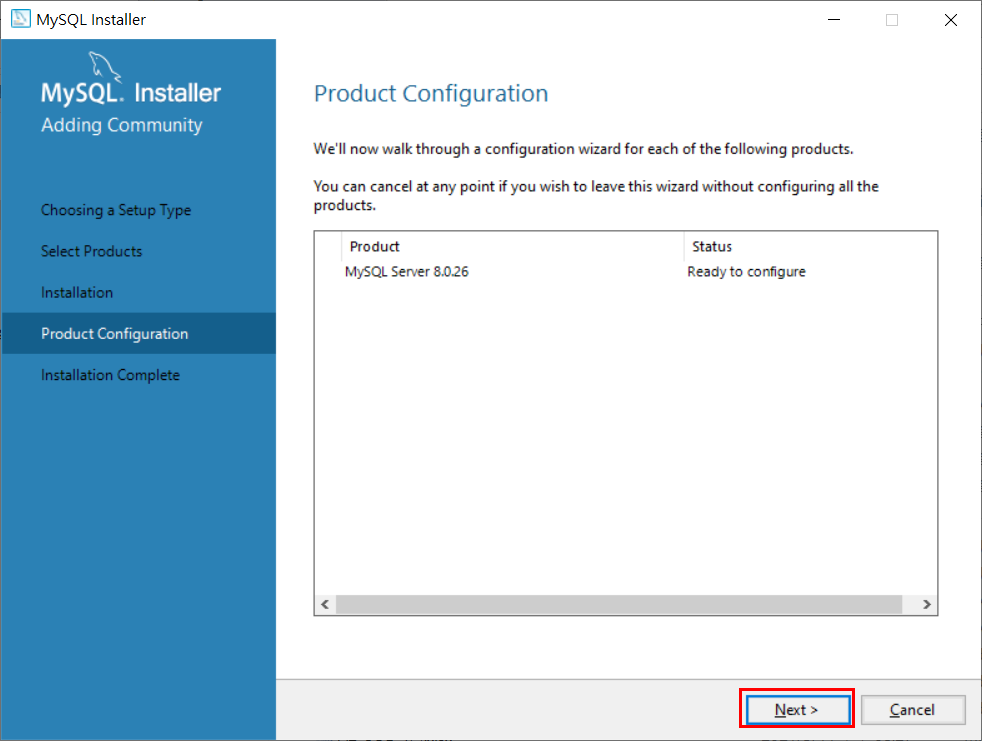 MySQL Installer
MySQL. Installer
Adding Community
Choosing a Setup Type
Select Products
Installation
Product Configuration
Installation Complete
Product Configuration
We'll now walk through a configuration wizard for each of the following products.
You can cancel at any point if you wish to leave this wizard without configuring all the
products.
Product Status
MySQL Server 8.0.26 Ready to configure
Next > Cancel